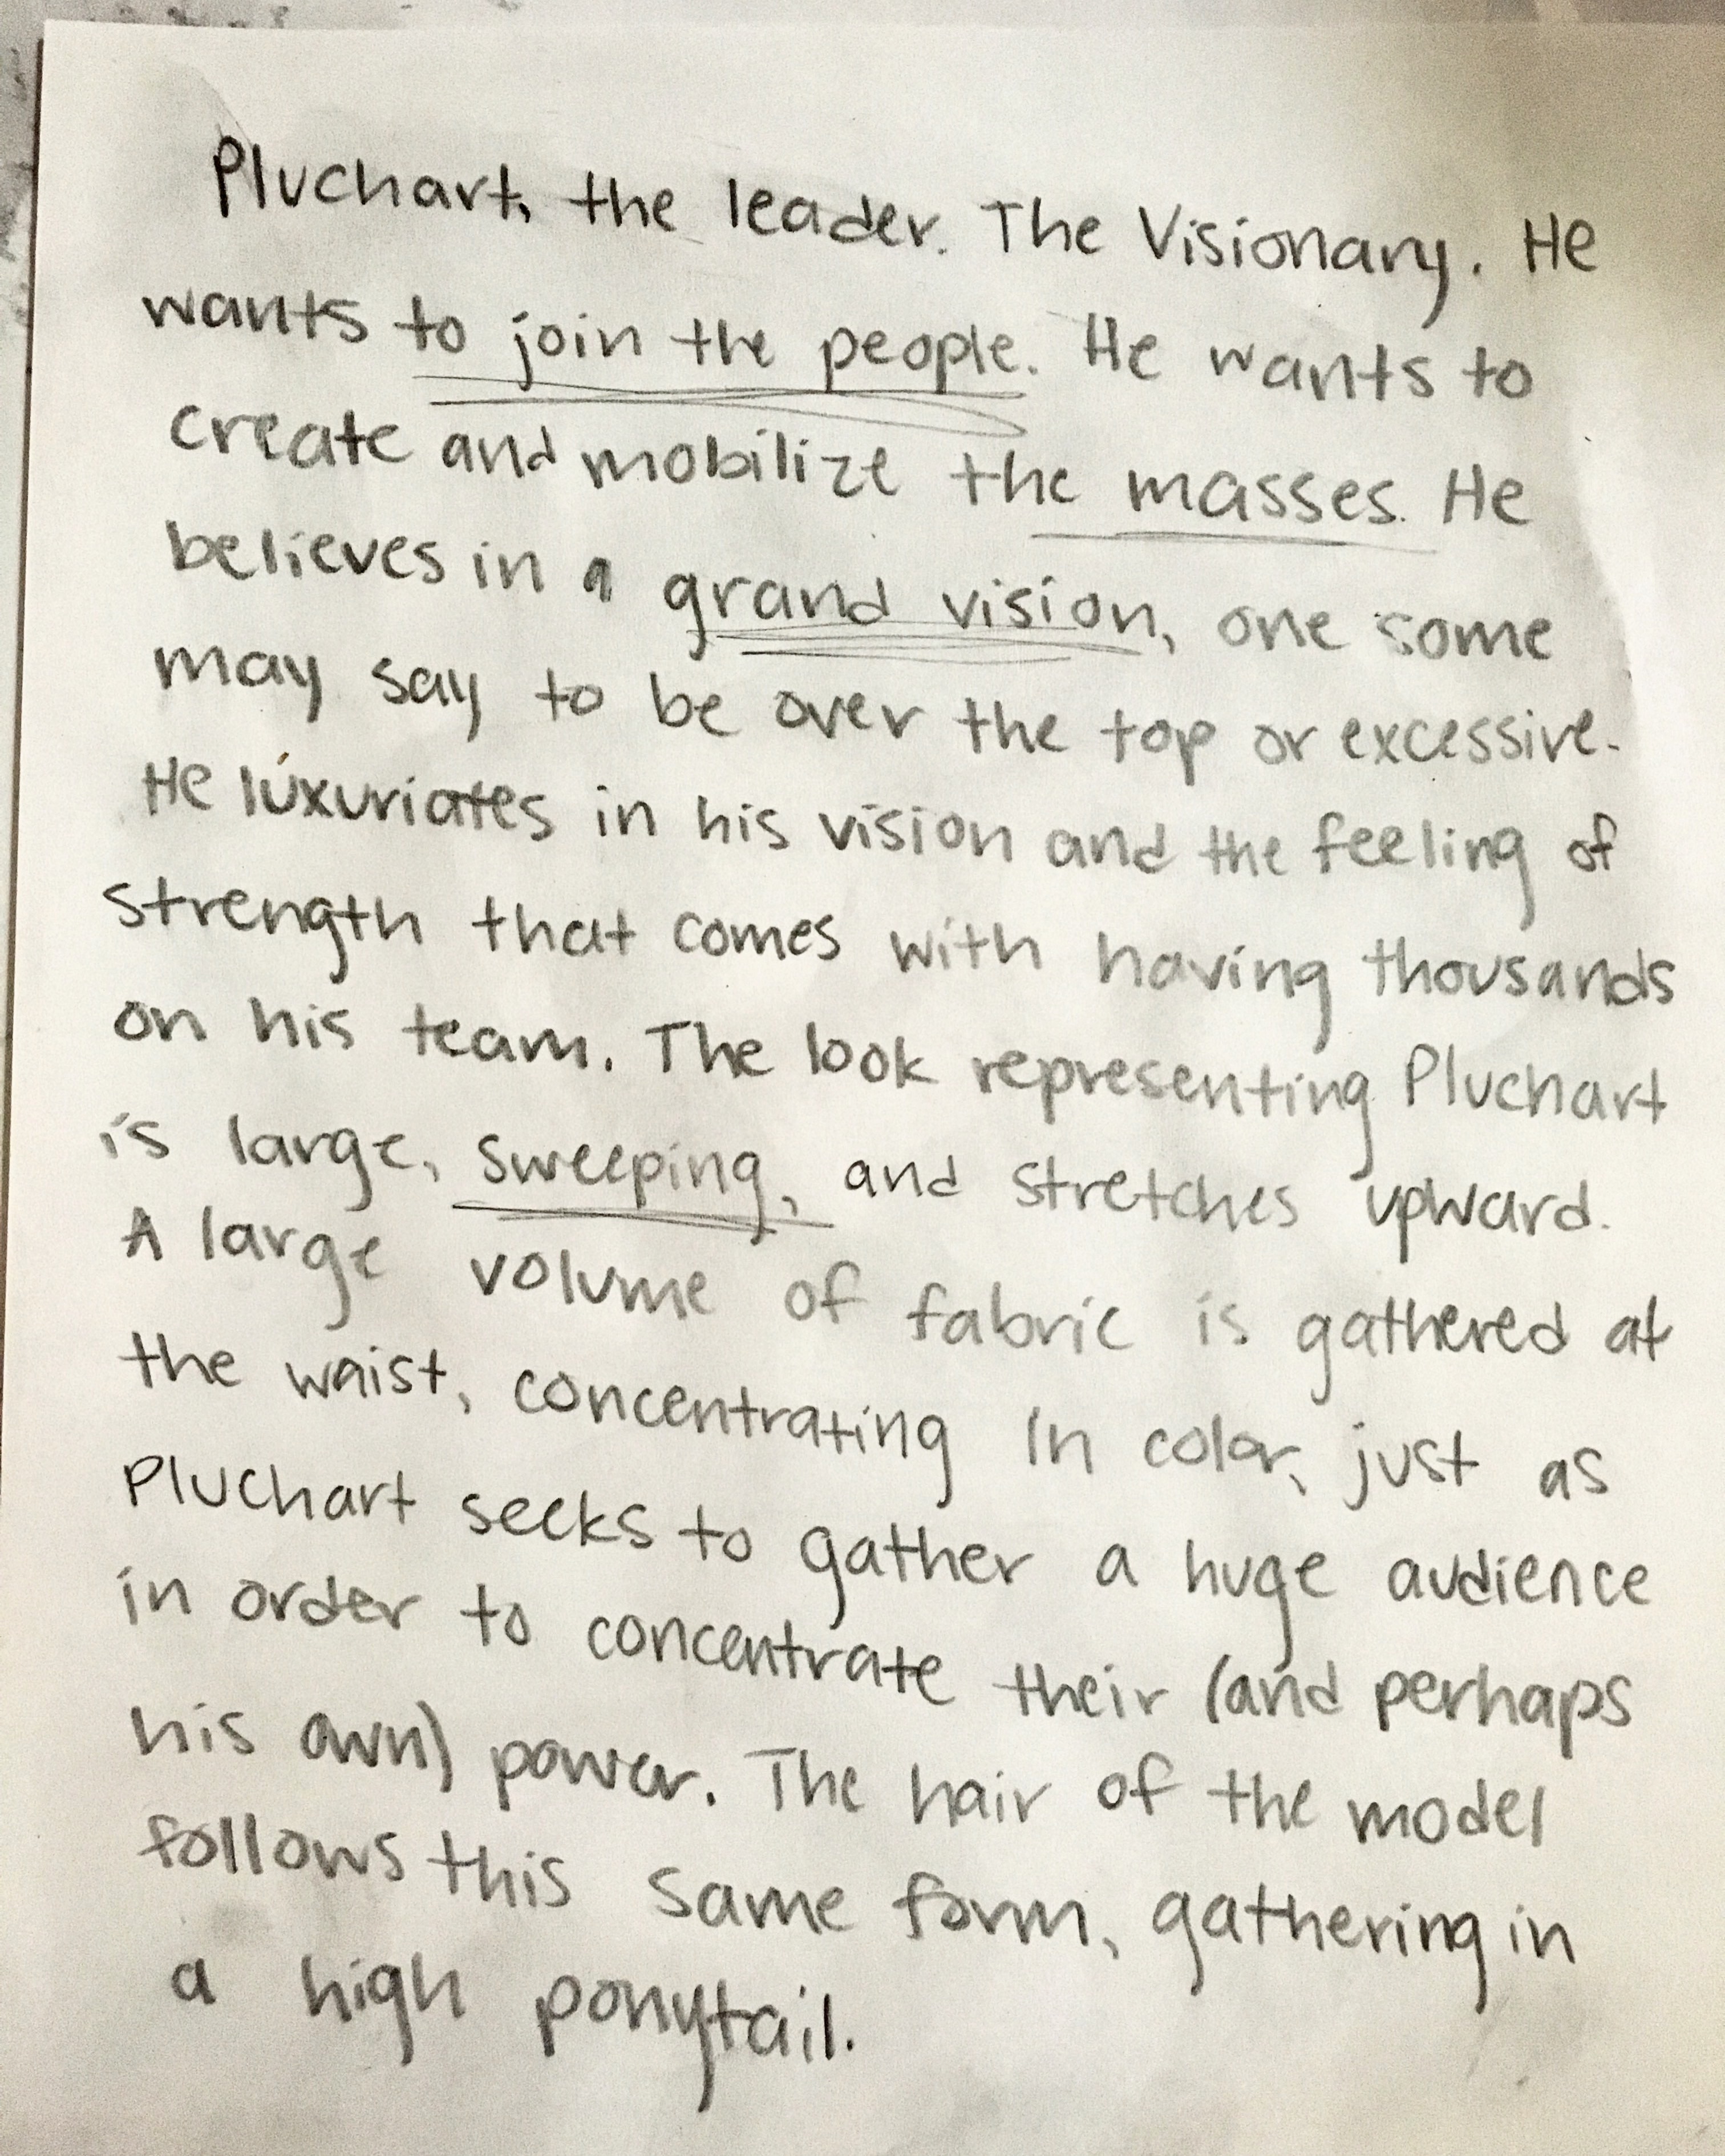 Pluchart, the leader. The Visionary. He
wants to join the people. He wants to
create and mobilize the masses. He
believes in a grand vision, one some
may say to be over the top or excessive.
He luxuriates in his vision and the feeling of
strength that comes with having thousands
on his team. The look representing Pluchart
is large, sweeping, and stretches upward.
A large volume of fabric is gathered at
the waist, concentrating in color, just as
Pluchart seeks to gather a huge audience
in order to concentrate their (and perhaps
his own) power. The hair of the model
follows this same form, gathering in
a high ponytail.